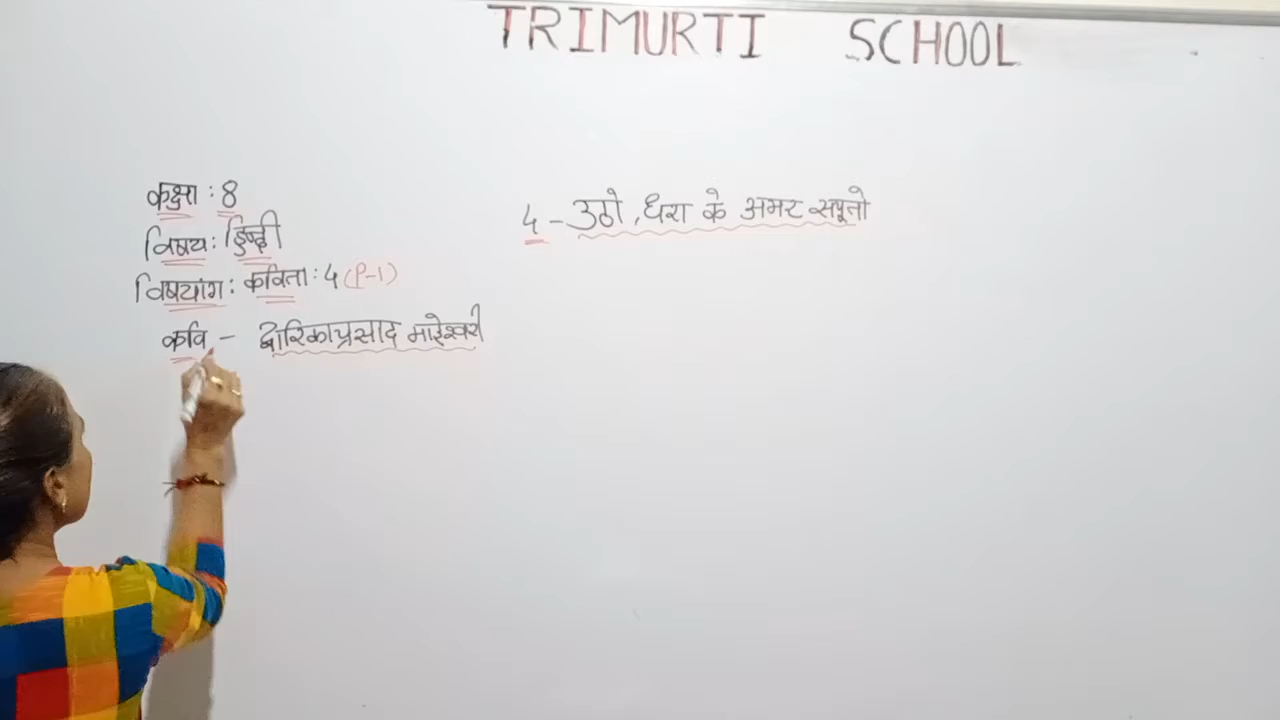 TRIMURTI SCHOOL
कक्षा : 8
विषय : हिन्दी
विषयांग : कविता : 4 (P-1)
कवि - द्वारिकाप्रसाद माहेश्वरी
4 - उठो, धरा के अमर सपूतो